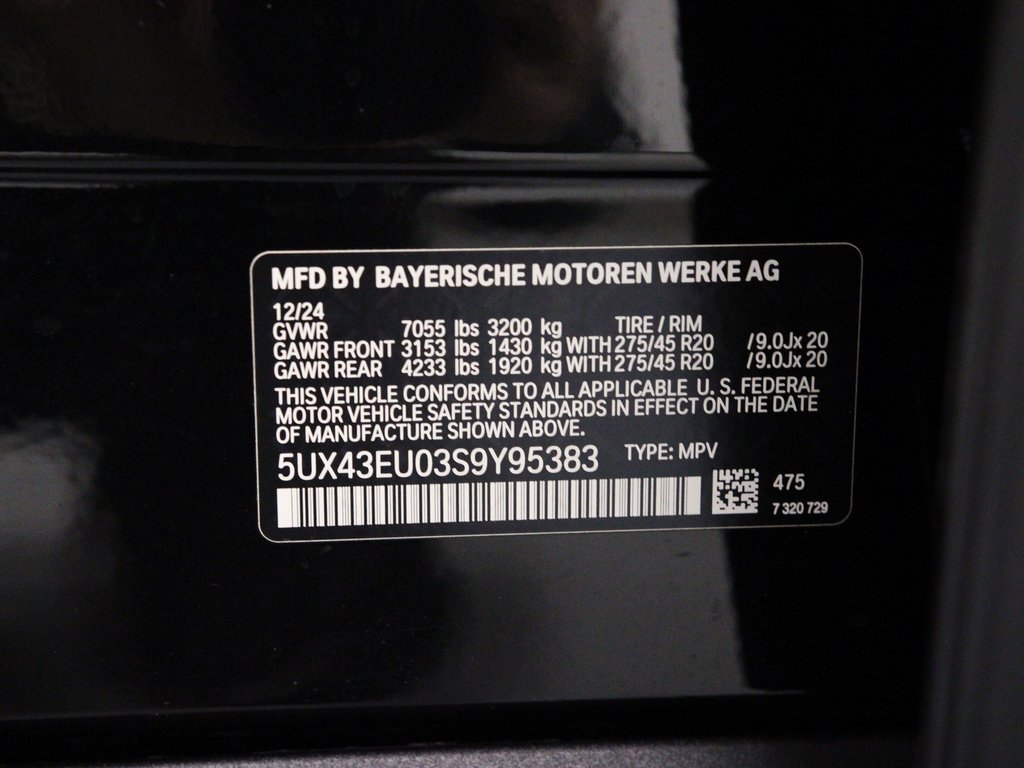 MFD BY BAYERISCHE MOTOREN WERKE AG
12/24
GVWR 7055 lbs 3200 kg TIRE / RIM
GAWR FRONT 3153 lbs 1430 kg WITH 275/45 R20 /9.0Jx 20
GAWR REAR 4233 lbs 1920 kg WITH 275/45 R20 /9.0Jx 20
THIS VEHICLE CONFORMS TO ALL APPLICABLE U. S. FEDERAL
MOTOR VEHICLE SAFETY STANDARDS IN EFFECT ON THE DATE
OF MANUFACTURE SHOWN ABOVE.
5UX43EU03S9Y95383 TYPE: MPV
475
7 320 729